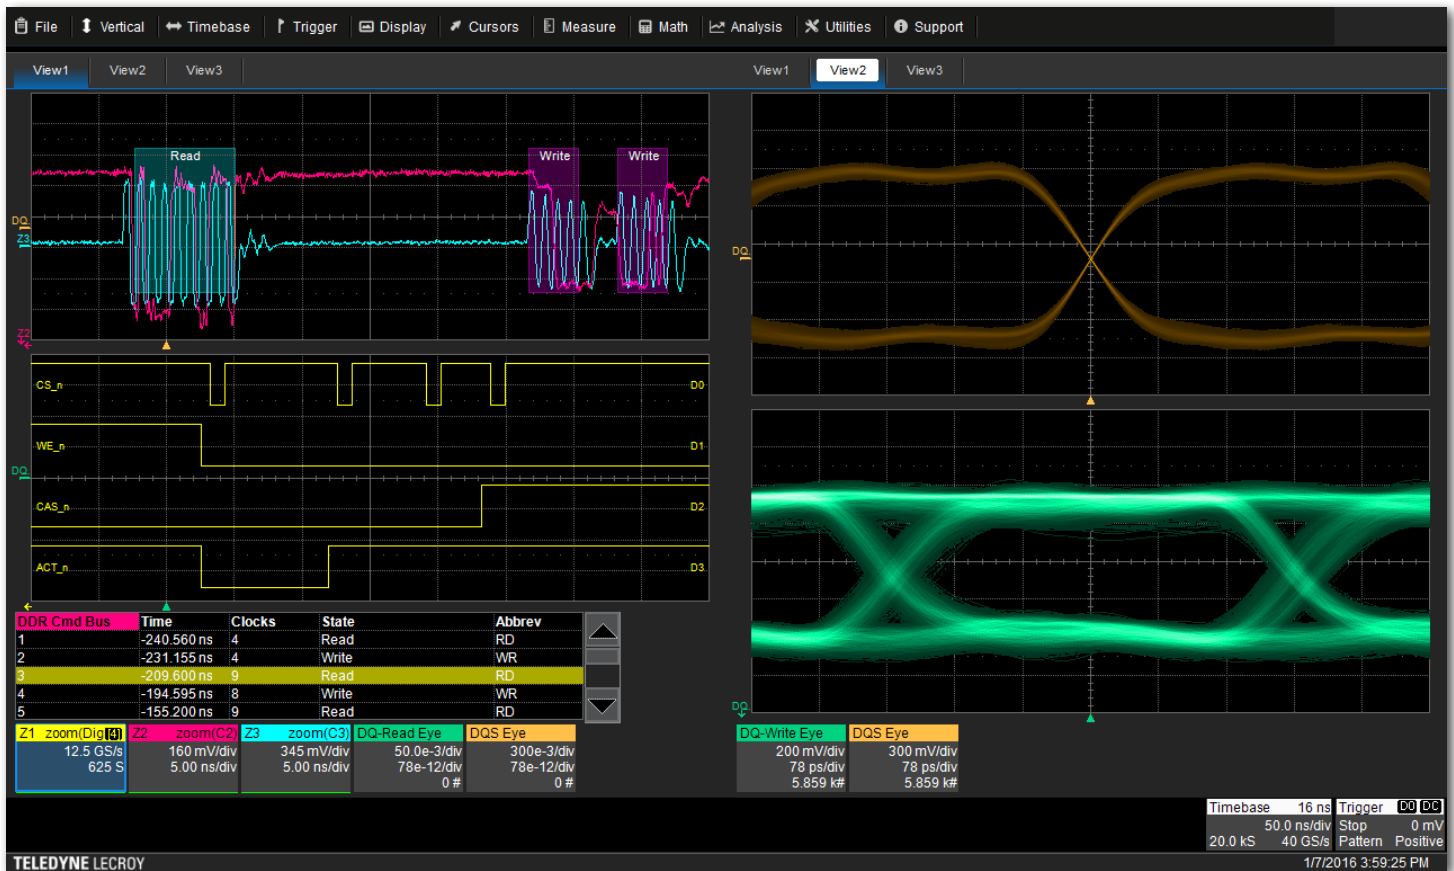 File Vertical Timebase Trigger Display Cursors Measure Math Analysis Utilities Support
View1 View2 View3
View1 View2 View3
Read Write Write
DQ
Z3
Z2
DQ
CS_n D0
WE_n D1
DQ
CAS_n D2
ACT_n D3
DQ
DDR Cmd Bus Time Clocks State Abbrev
1 -240.560 ns 4 Read RD
2 -231.155 ns 4 Write WR
3 -209.600 ns 9 Read RD
4 -194.595 ns 8 Write WR
5 -155.200 ns 9 Read RD
Z1 zoom(Dig[4]) Z2 zoom(C2) Z3 zoom(C3) DQ-Read Eye DQS Eye
12.5 GS/s 160 mV/div 345 mV/div 50.0e-3/div 300e-3/div
625 S 5.00 ns/div 5.00 ns/div 78e-12/div 78e-12/div
0 # 0 #
DQ-Write Eye DQS Eye
200 mV/div 300 mV/div
78 ps/div 78 ps/div
5.859 k# 5.859 k#
Timebase 16 ns Trigger D0 DC
50.0 ns/div Stop 0 mV
20.0 kS 40 GS/s Pattern Positive
TELEDYNE LECROY 1/7/2016 3:59:25 PM